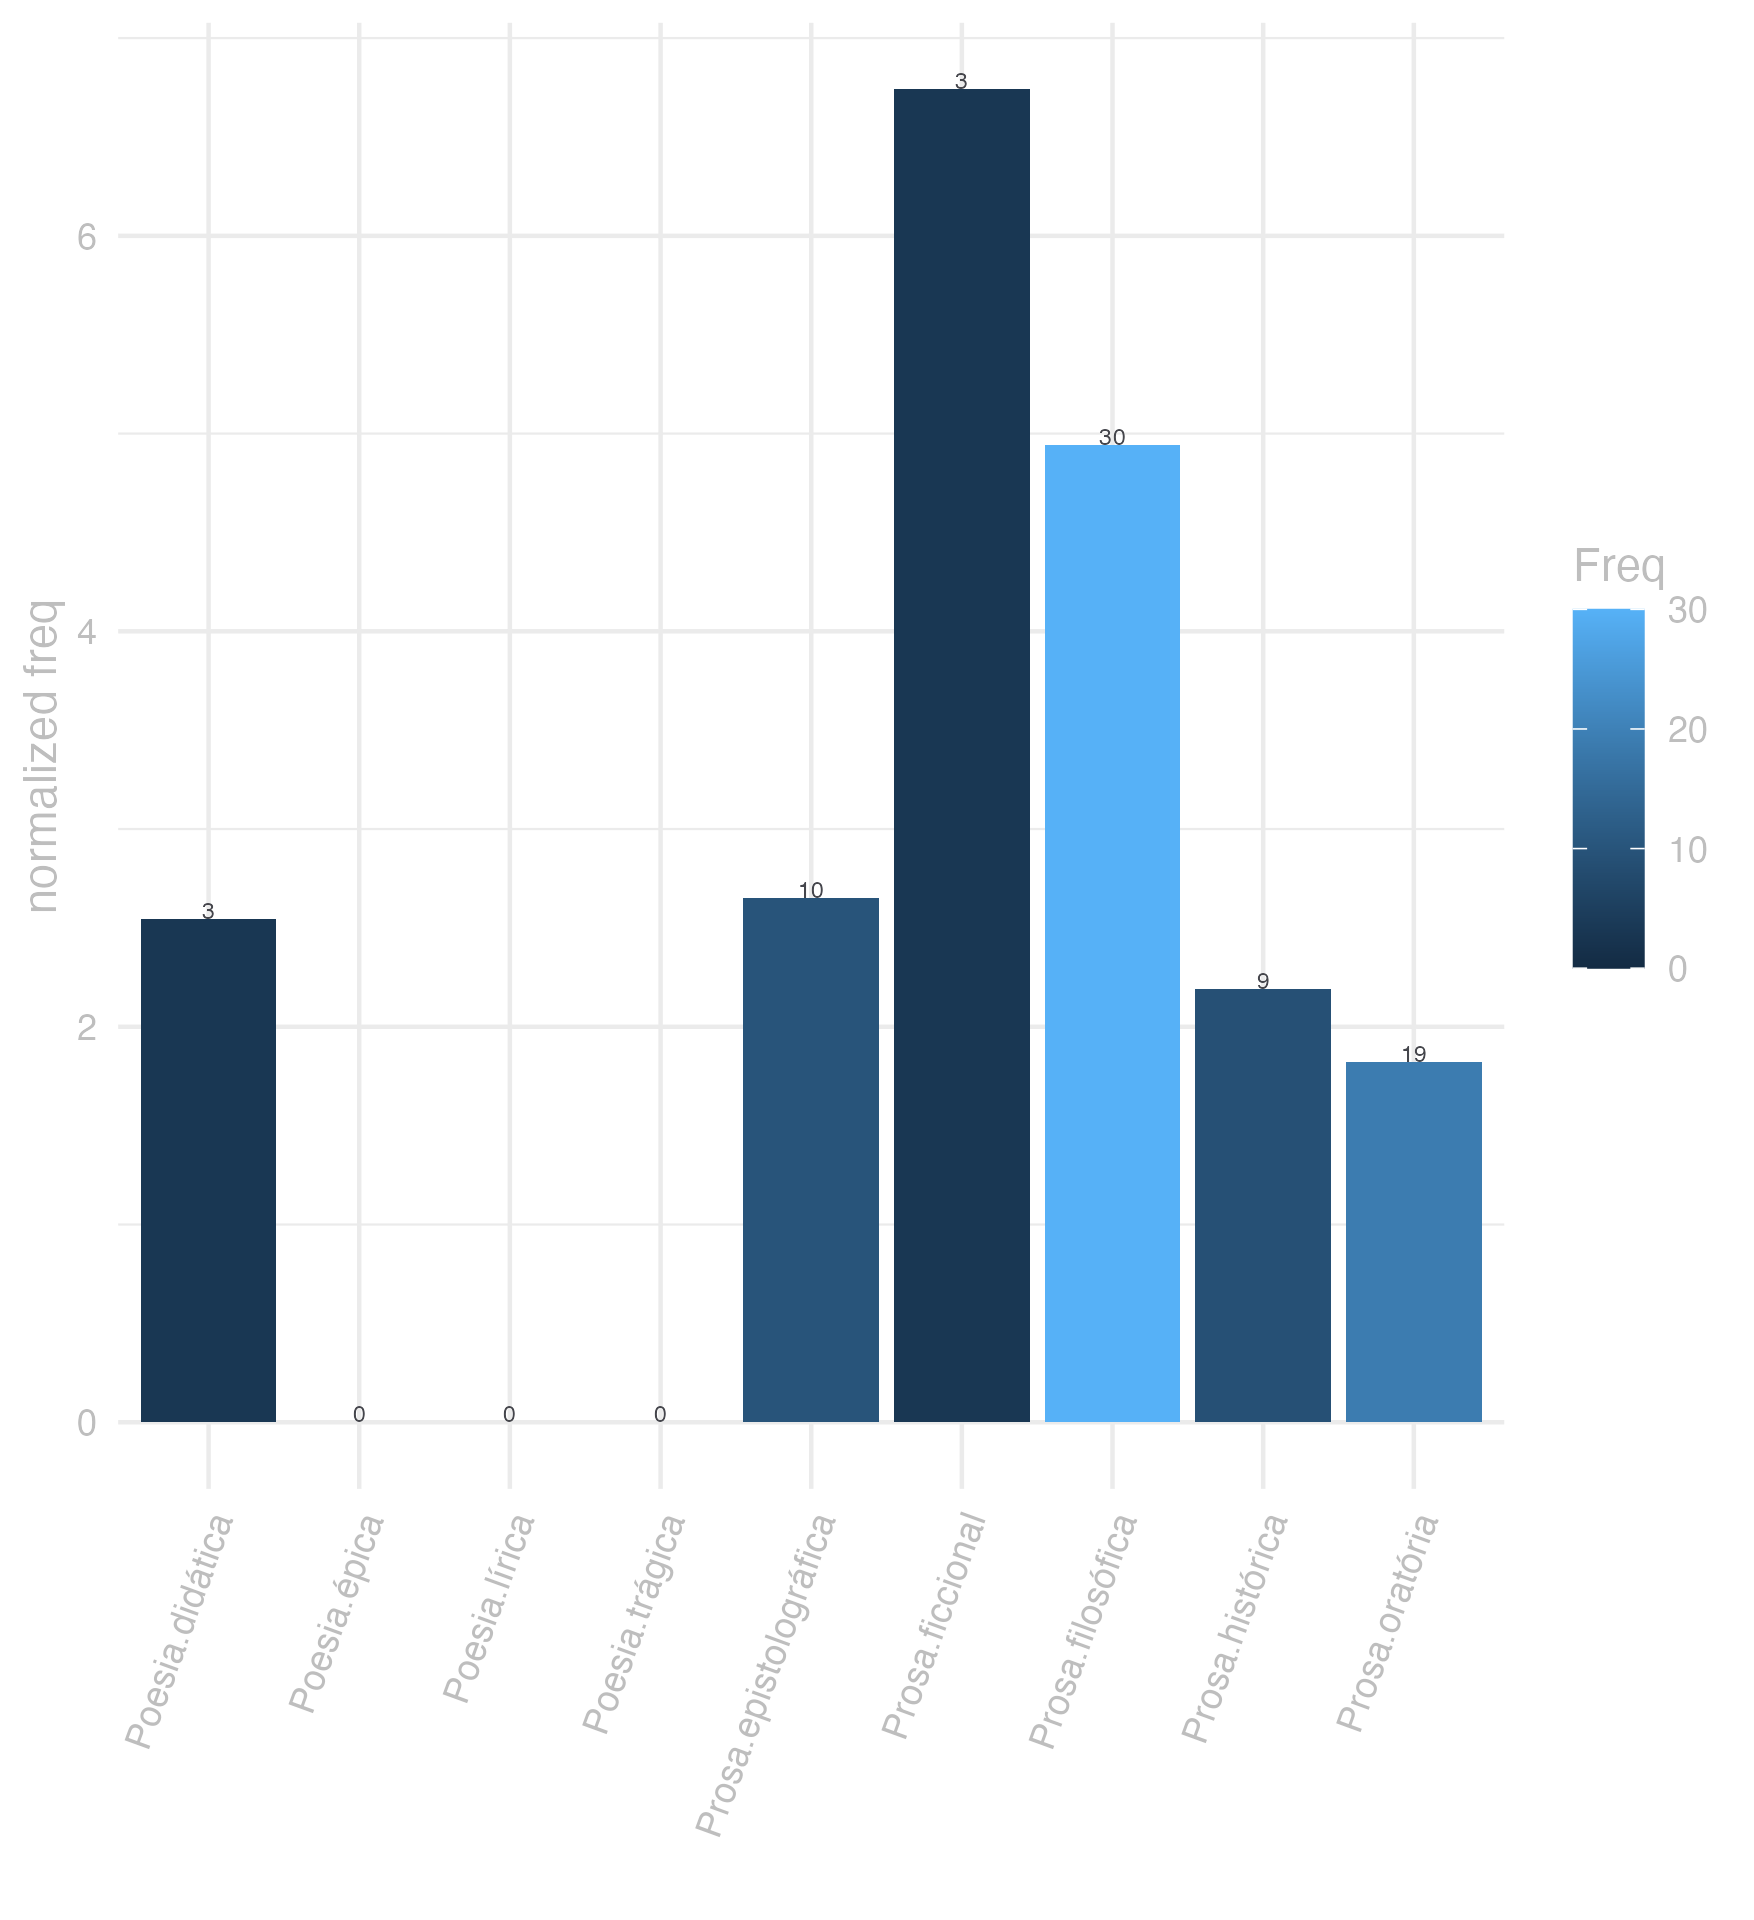 normalized freq
6
4
2
0
3
0
0
0
10
3
30
9
19
Poesia.didática
Poesia.épica
Poesia.lírica
Poesia.trágica
Prosa.epistolográfica
Prosa.ficcional
Prosa.filosófica
Prosa.histórica
Prosa.oratória
Freq
30
20
10
0